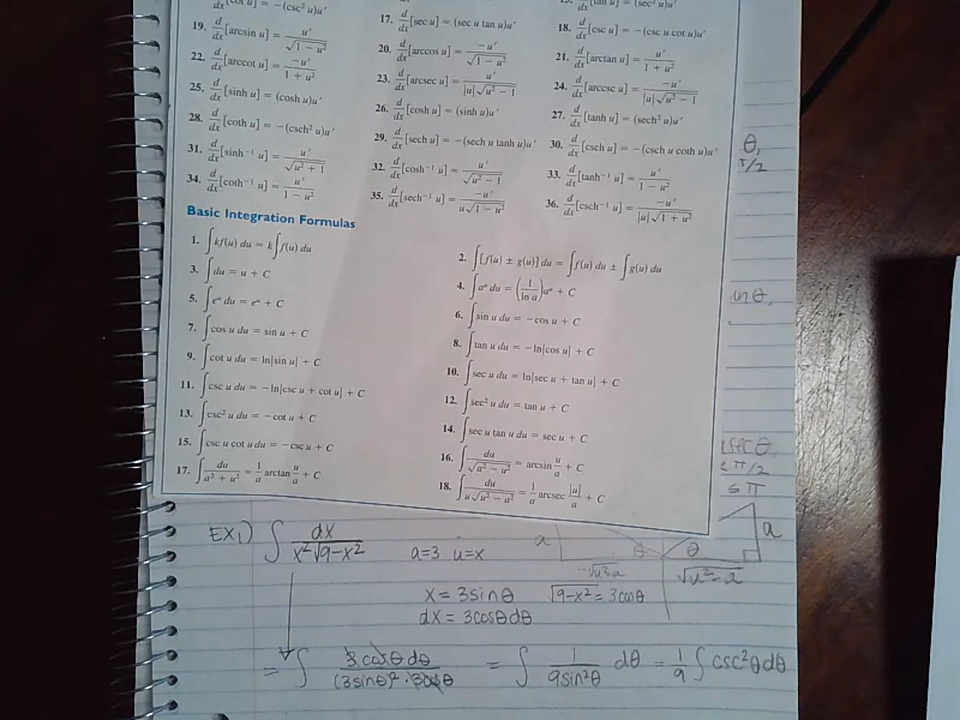 d/dx[cot u] = −(csc² u)u′
d/dx[tan u] = (sec² u)u′
17. d/dx[sec u] = (sec u tan u)u′
18. d/dx[csc u] = −(csc u cot u)u′
19. d/dx[arcsin u] = u′/√(1 − u²)
20. d/dx[arccos u] = −u′/√(1 − u²)
21. d/dx[arctan u] = u′/(1 + u²)
22. d/dx[arccot u] = −u′/(1 + u²)
23. d/dx[arcsec u] = u′/(|u|√(u² − 1))
24. d/dx[arccsc u] = −u′/(|u|√(u² − 1))
25. d/dx[sinh u] = (cosh u)u′
26. d/dx[cosh u] = (sinh u)u′
27. d/dx[tanh u] = (sech² u)u′
28. d/dx[coth u] = −(csch² u)u′
29. d/dx[sech u] = −(sech u tanh u)u′
30. d/dx[csch u] = −(csch u coth u)u′
31. d/dx[sinh⁻¹ u] = u′/√(u² + 1)
32. d/dx[cosh⁻¹ u] = u′/√(u² − 1)
33. d/dx[tanh⁻¹ u] = u′/(1 − u²)
34. d/dx[coth⁻¹ u] = u′/(1 − u²)
35. d/dx[sech⁻¹ u] = −u′/(u√(1 − u²))
36. d/dx[csch⁻¹ u] = −u′/(|u|√(1 + u²))
Basic Integration Formulas
1. ∫kf(u) du = k∫f(u) du
2. ∫[f(u) ± g(u)] du = ∫f(u) du ± ∫g(u) du
3. ∫du = u + C
4. ∫aᵘ du = (1/ln a)aᵘ + C
5. ∫eᵘ du = eᵘ + C
6. ∫sin u du = −cos u + C
7. ∫cos u du = sin u + C
8. ∫tan u du = −ln|cos u| + C
9. ∫cot u du = ln|sin u| + C
10. ∫sec u du = ln|sec u + tan u| + C
11. ∫csc u du = −ln|csc u + cot u| + C
12. ∫sec² u du = tan u + C
13. ∫csc² u du = −cot u + C
14. ∫sec u tan u du = sec u + C
15. ∫csc u cot u du = −csc u + C
16. ∫du/√(a² − u²) = arcsin u/a + C
17. ∫du/(a² + u²) = 1/a arctan u/a + C
18. ∫du/(u√(u² − a²)) = 1/a arcsec |u|/a + C
θ,
π/2
θ,
secθ,
π/2
≤ π
a θ θ a
EX1) ∫ dx/(x²√(9−x²)) a=3 u=x
x = 3sinθ √(9−x²) = 3cosθ
dx = 3cosθdθ
= ∫ 3cosθdθ/((3sinθ)²·3cosθ) = ∫ 1/(9sin²θ) dθ = 1/9 ∫ csc²θdθ